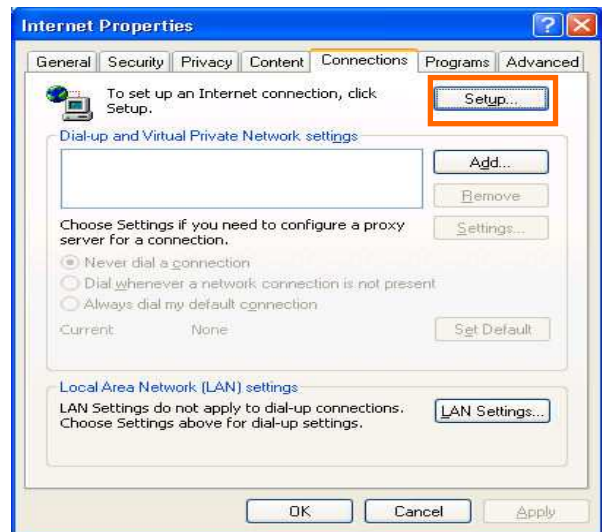 Internet Properties
?
General Security Privacy Content Connections Programs Advanced
To set up an Internet connection, click
Setup.
Setup...
Dial-up and Virtual Private Network settings
Add...
Remove
Choose Settings if you need to configure a proxy
server for a connection.
Settings...
Never dial a connection
Dial whenever a network connection is not present
Always dial my default connection
Current None
Set Default
Local Area Network (LAN) settings
LAN Settings do not apply to dial-up connections.
Choose Settings above for dial-up settings.
LAN Settings...
OK Cancel Apply